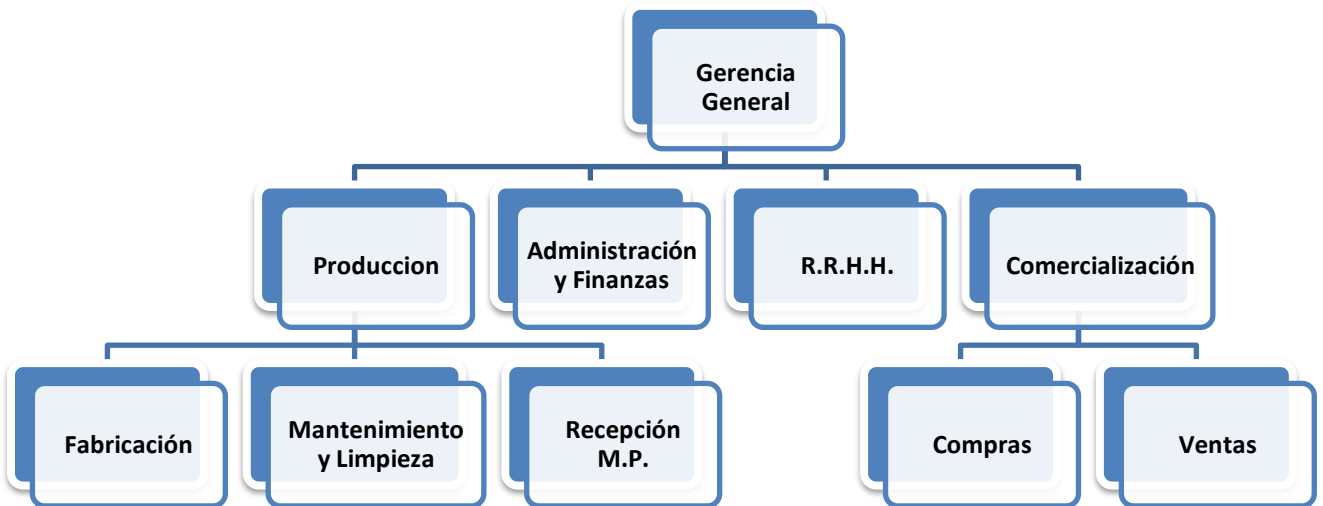 Gerencia
General
Produccion
Administración
y Finanzas
R.R.H.H.
Comercialización
Fabricación
Mantenimiento
y Limpieza
Recepción
M.P.
Compras
Ventas